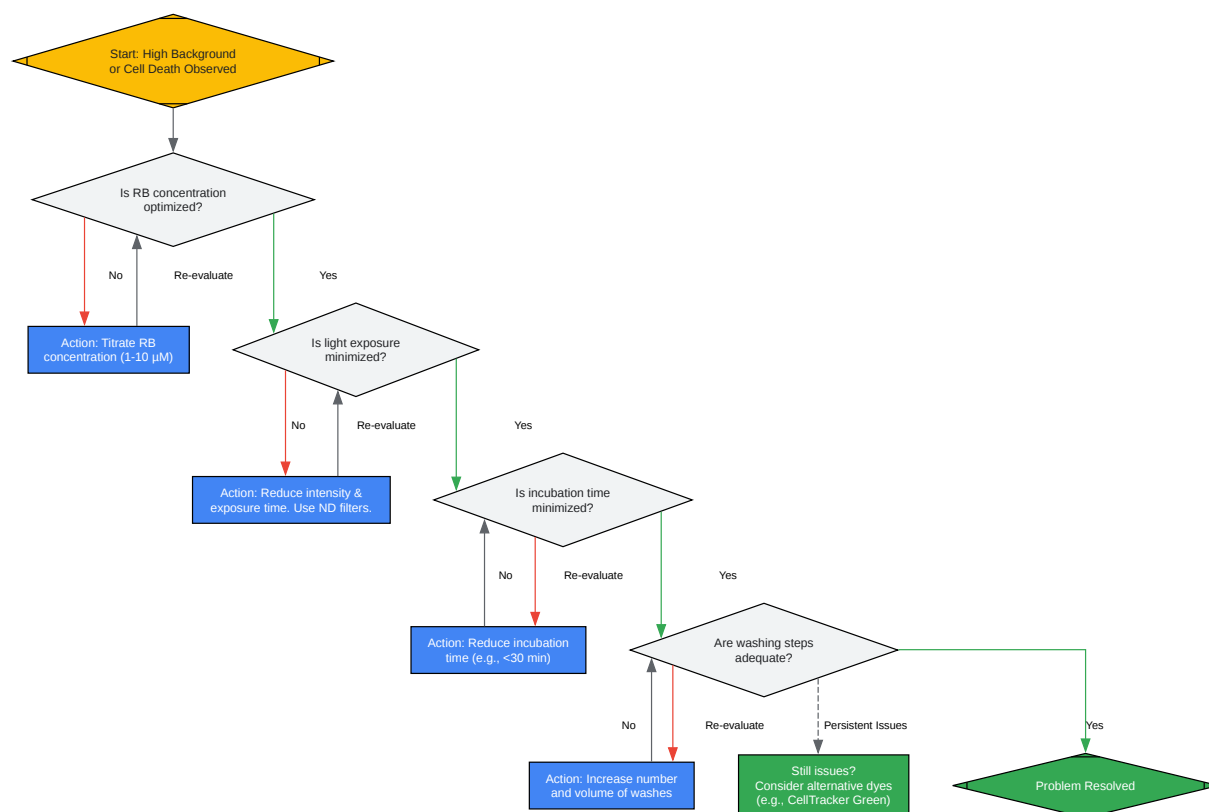 Start: High Background
or Cell Death Observed
Is RB concentration
optimized?
No
Re-evaluate
Yes
Action: Titrate RB
concentration (1-10 µM)
Is light exposure
minimized?
No
Re-evaluate
Yes
Action: Reduce intensity &
exposure time. Use ND filters.
Is incubation time
minimized?
No
Re-evaluate
Yes
Action: Reduce incubation
time (e.g., <30 min)
Are washing steps
adequate?
No
Re-evaluate
Persistent Issues
Yes
Action: Increase number
and volume of washes
Still issues?
Consider alternative dyes
(e.g., CellTracker Green)
Problem Resolved